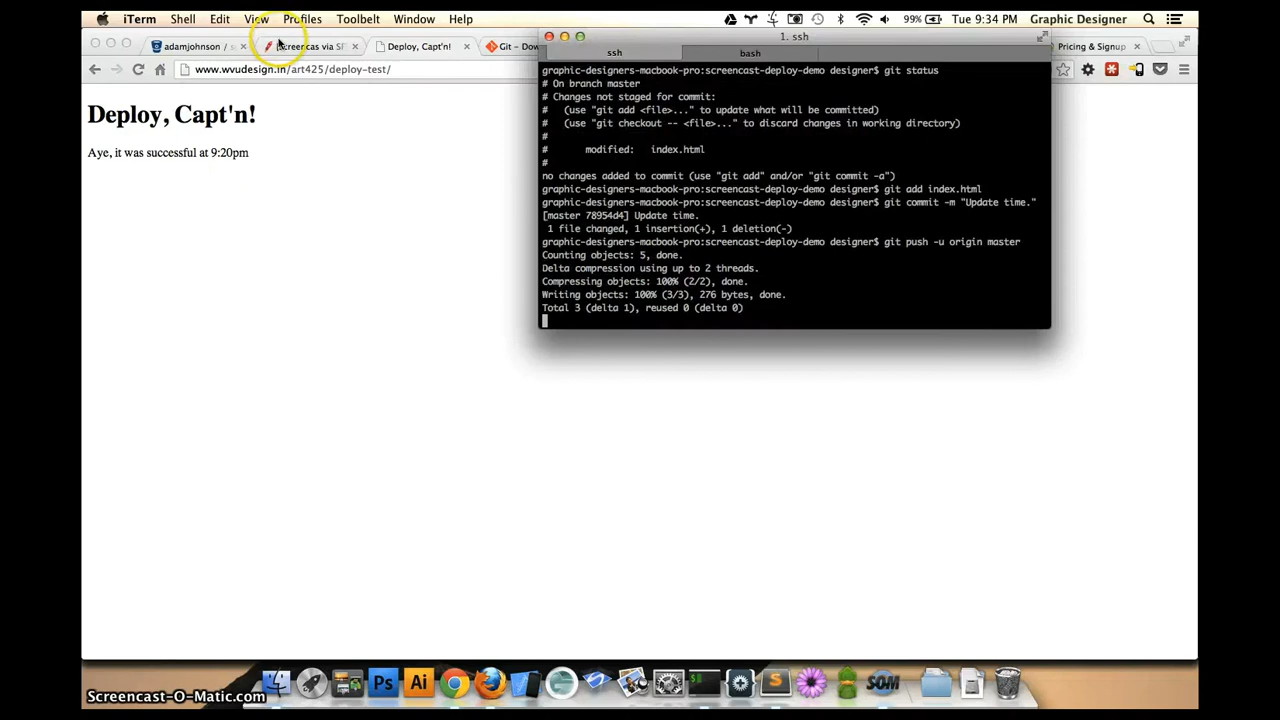 iTerm Shell Edit View Profiles Toolbelt Window Help 99% Tue 9:34 PM Graphic Designer
adamjohnson / Screencas via SF Deploy, Capt'n! Git - Dow Pricing & Signup
www.wvudesign.in/art425/deploy-test/
Deploy, Capt'n!
Aye, it was successful at 9:20pm
1. ssh
ssh bash
graphic-designers-macbook-pro:screencast-deploy-demo designer$ git status
# On branch master
# Changes not staged for commit:
#   (use "git add <file>..." to update what will be committed)
#   (use "git checkout -- <file>..." to discard changes in working directory)
#
#       modified:   index.html
#
no changes added to commit (use "git add" and/or "git commit -a")
graphic-designers-macbook-pro:screencast-deploy-demo designer$ git add index.html
graphic-designers-macbook-pro:screencast-deploy-demo designer$ git commit -m "Update time."
[master 78954d4] Update time.
 1 file changed, 1 insertion(+), 1 deletion(-)
graphic-designers-macbook-pro:screencast-deploy-demo designer$ git push -u origin master
Counting objects: 5, done.
Delta compression using up to 2 threads.
Compressing objects: 100% (2/2), done.
Writing objects: 100% (3/3), 276 bytes, done.
Total 3 (delta 1), reused 0 (delta 0)
Ps Ai S SOM
Screencast-O-Matic.com